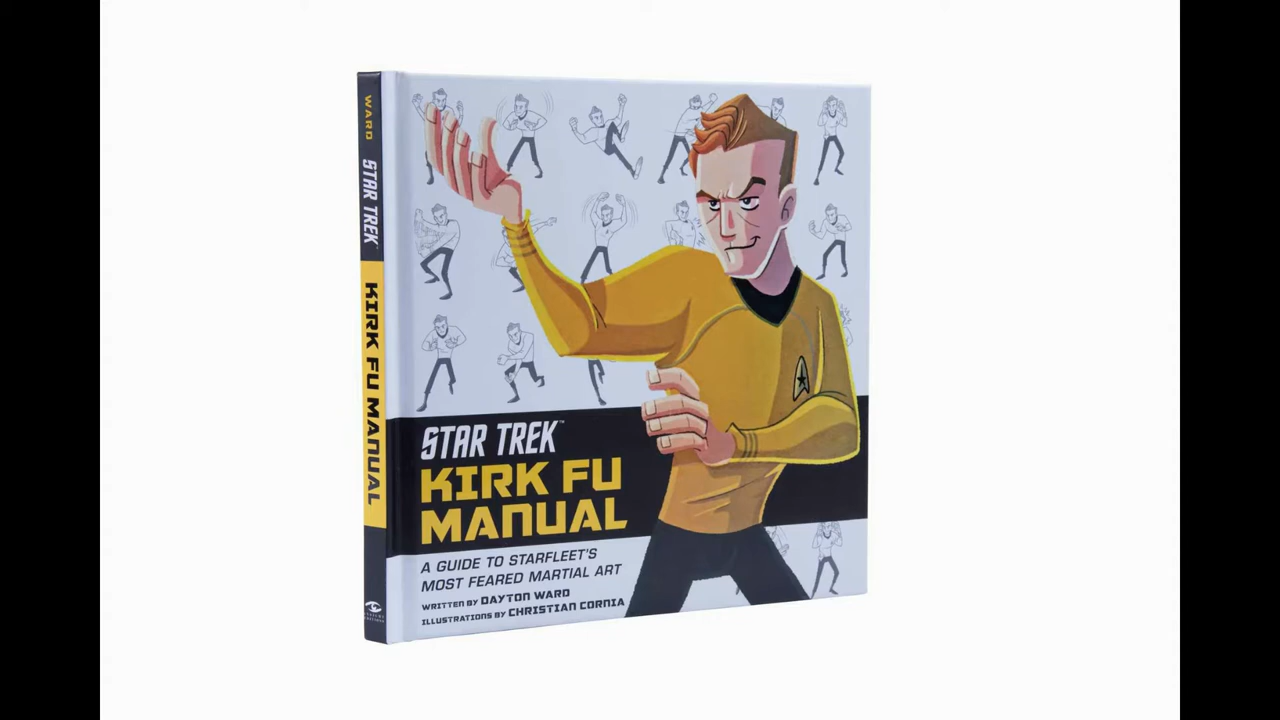 WARD
STAR TREK
KIRK FU MANUAL
STAR TREK™
KIRK FU
MANUAL
A GUIDE TO STARFLEET'S
MOST FEARED MARTIAL ART
WRITTEN BY DAYTON WARD
ILLUSTRATIONS BY CHRISTIAN CORNIA